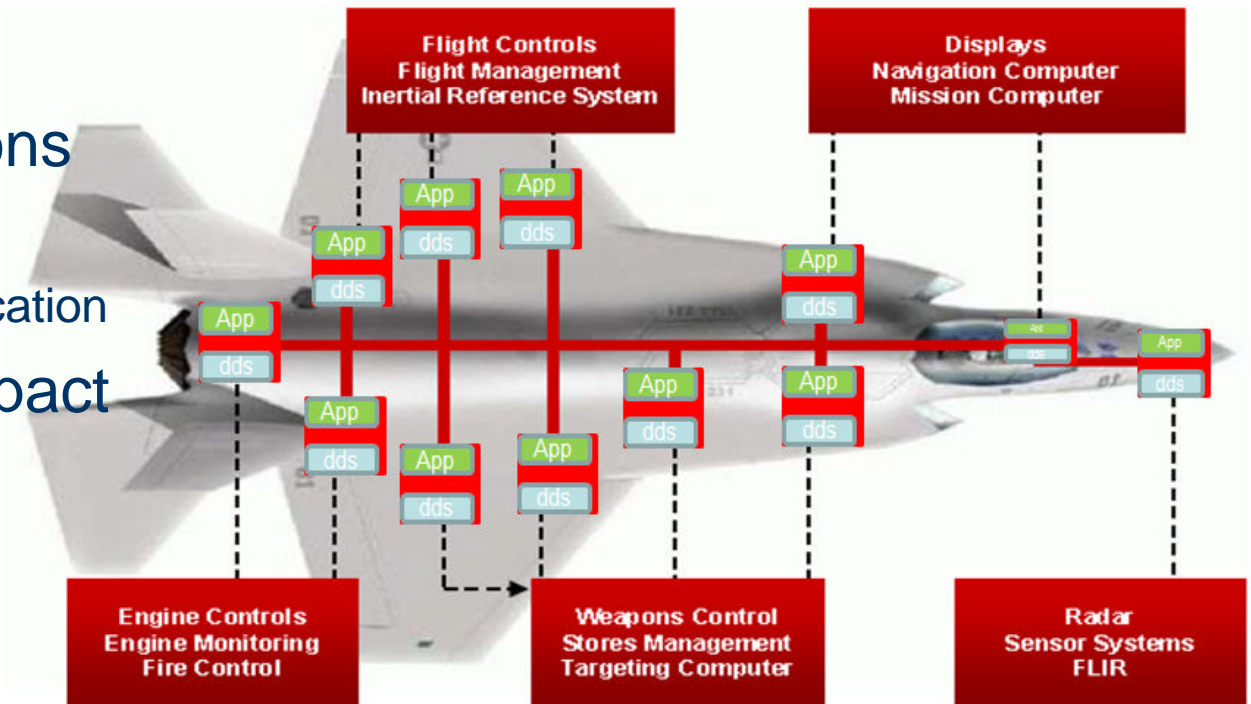 Flight Controls
Flight Management
Inertial Reference System
Displays
Navigation Computer
Mission Computer
ons
cation
pact
App
dds
App
dds
App
dds
App
dds
App
dds
App
dds
App
dds
App
dds
App
dds
App
dds
App
dds
App
dds
Engine Controls
Engine Monitoring
Fire Control
Weapons Control
Stores Management
Targeting Computer
Radar
Sensor Systems
FLIR